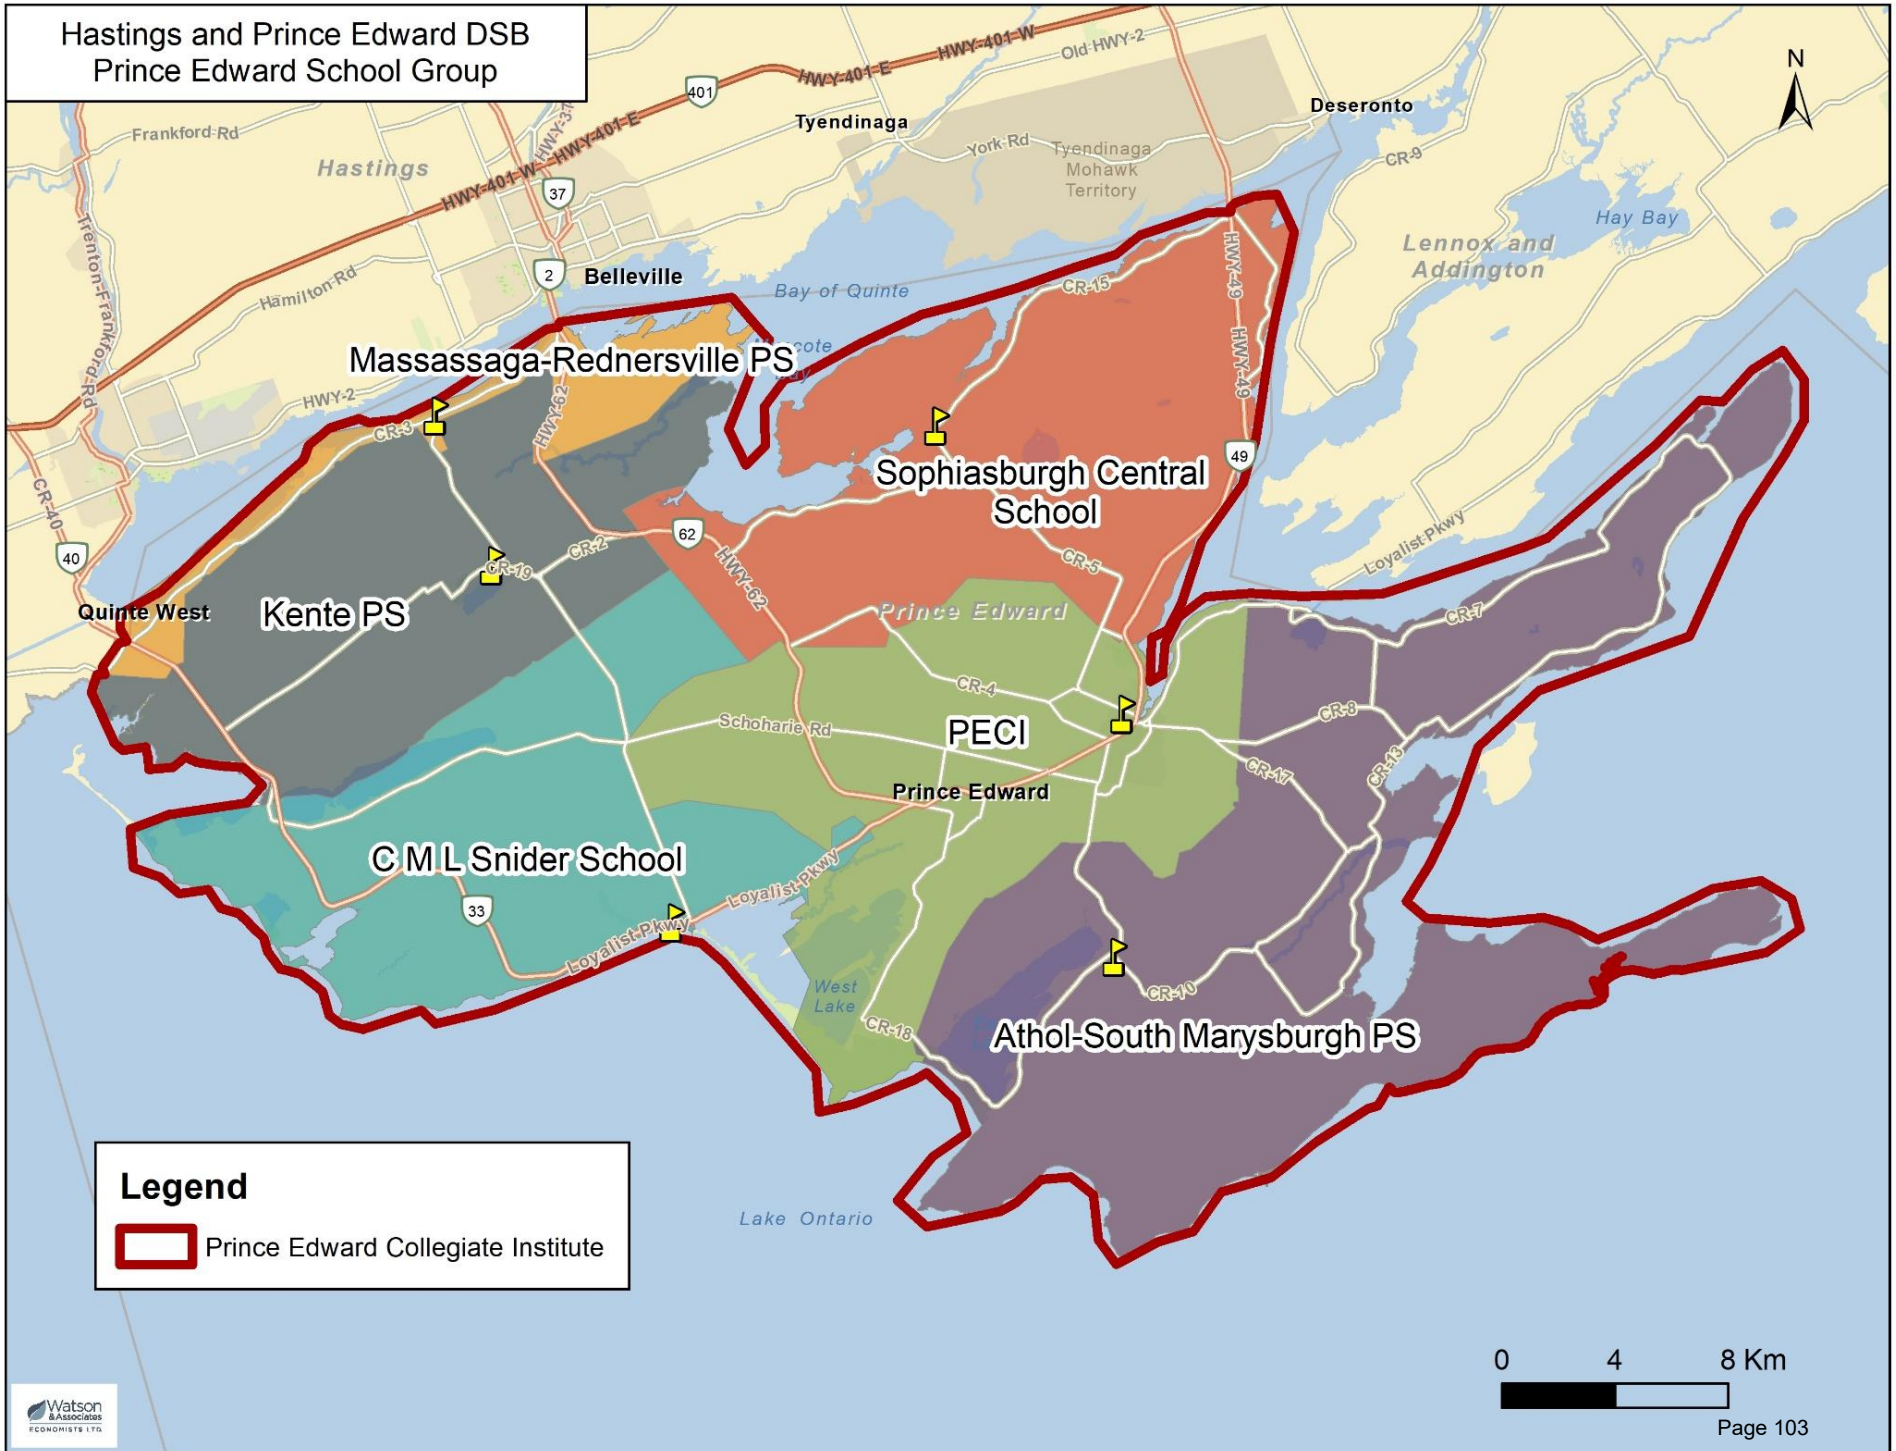 Hastings and Prince Edward DSB
Prince Edward School Group
N
HWY-401 W
Old HWY-2
HWY-401-E
401
Deseronto
Tyendinaga
Frankford Rd
HWY-401-E
York Rd
Tyendinaga
Mohawk
Territory
CR-9
Hastings
HWY-401-W
37
Hay Bay
Trenton-Frankford Rd
Lennox and
Addington
Hamilton-Rd
2
Belleville
Bay of Quinte
CR-15
HWY-49
Massassaga-Rednersville PS
HWY-49
HWY-2
HWY-62
CR-3
49
Sophiasburgh Central
School
CR-40
40
62
CR-2
CR-19
CR-5
Loyalist Pkwy
HWY-62
Quinte West
Kente PS
Prince Edward
CR-7
CR-4
CR-8
Schoharie Rd
PECI
CR-17
CR-13
Prince Edward
C M L Snider School
Loyalist Pkwy
33
Loyalist Pkwy
West
Lake
CR-10
CR-18
Athol-South Marysburgh PS
Legend
Prince Edward Collegiate Institute
Lake Ontario
0 4 8 Km
Watson
& Associates
ECONOMISTS LTD.
Page 103